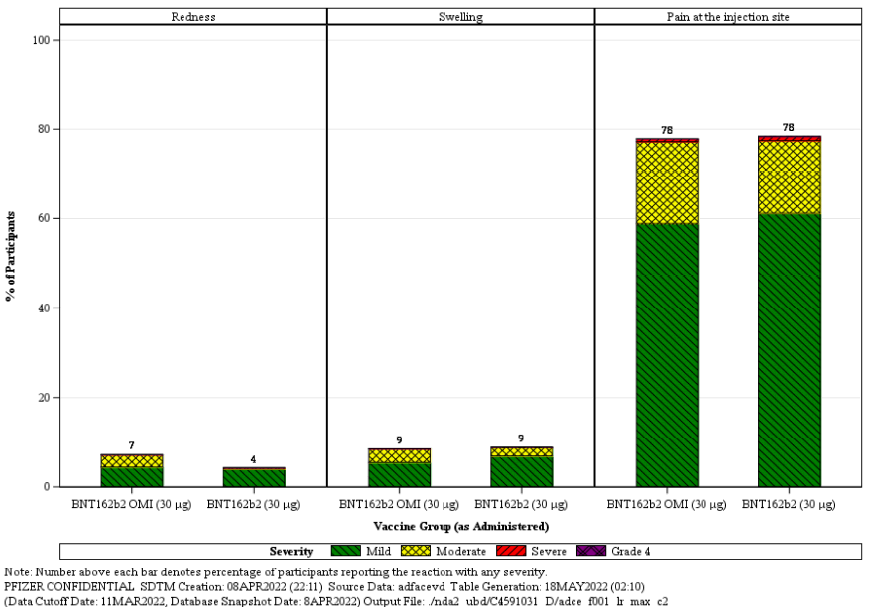 Redness Swelling Pain at the injection site
100
80
60
40
20
0
% of Participants
7 4 9 9 78 78
BNT162b2 OMI (30 µg) BNT162b2 (30 µg) BNT162b2 OMI (30 µg) BNT162b2 (30 µg) BNT162b2 OMI (30 µg) BNT162b2 (30 µg)
Vaccine Group (as Administered)
Severity Mild Moderate Severe Grade 4
Note: Number above each bar denotes percentage of participants reporting the reaction with any severity.
PFIZER CONFIDENTIAL SDTM Creation: 08APR2022 (22:11) Source Data: adfacevd Table Generation: 18MAY2022 (02:10)
(Data Cutoff Date: 11MAR2022, Database Snapshot Date: 8APR2022) Output File: ./nda2_ubd/C4591031_D/adce_f001_lr_max_c2